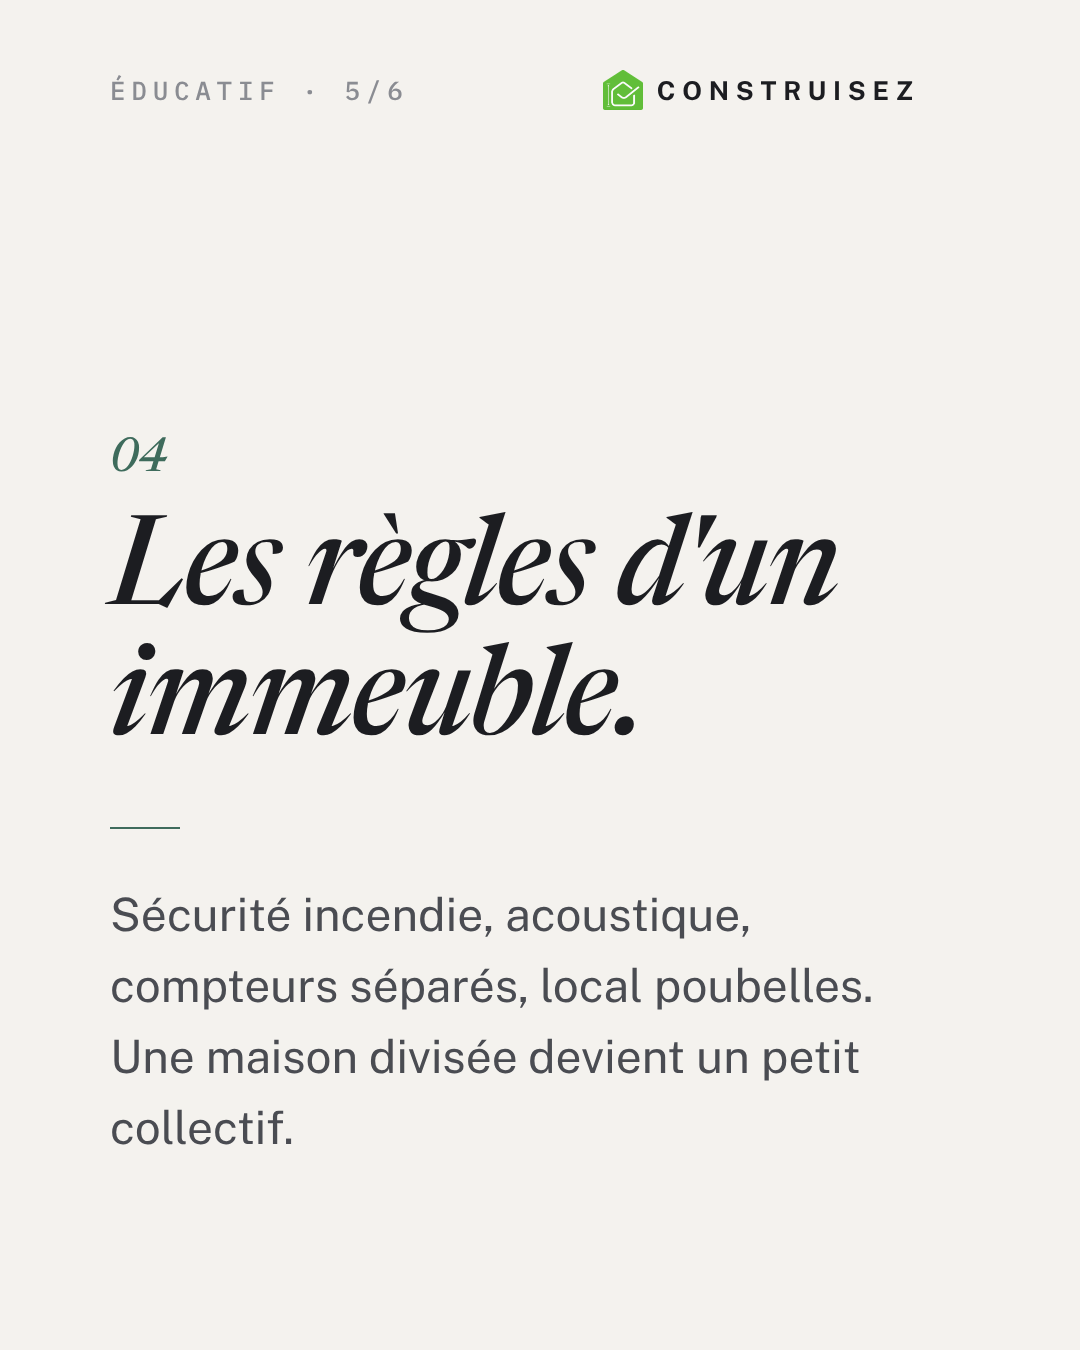 ÉDUCATIF · 5/6
CONSTRUISEZ
04
Les règles d'un
immeuble.
Sécurité incendie, acoustique,
compteurs séparés, local poubelles.
Une maison divisée devient un petit
collectif.